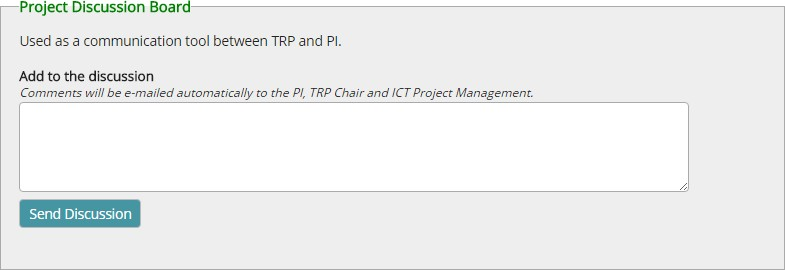 Project Discussion Board
Used as a communication tool between TRP and PI.
Add to the discussion
Comments will be e-mailed automatically to the PI, TRP Chair and ICT Project Management.
Send Discussion